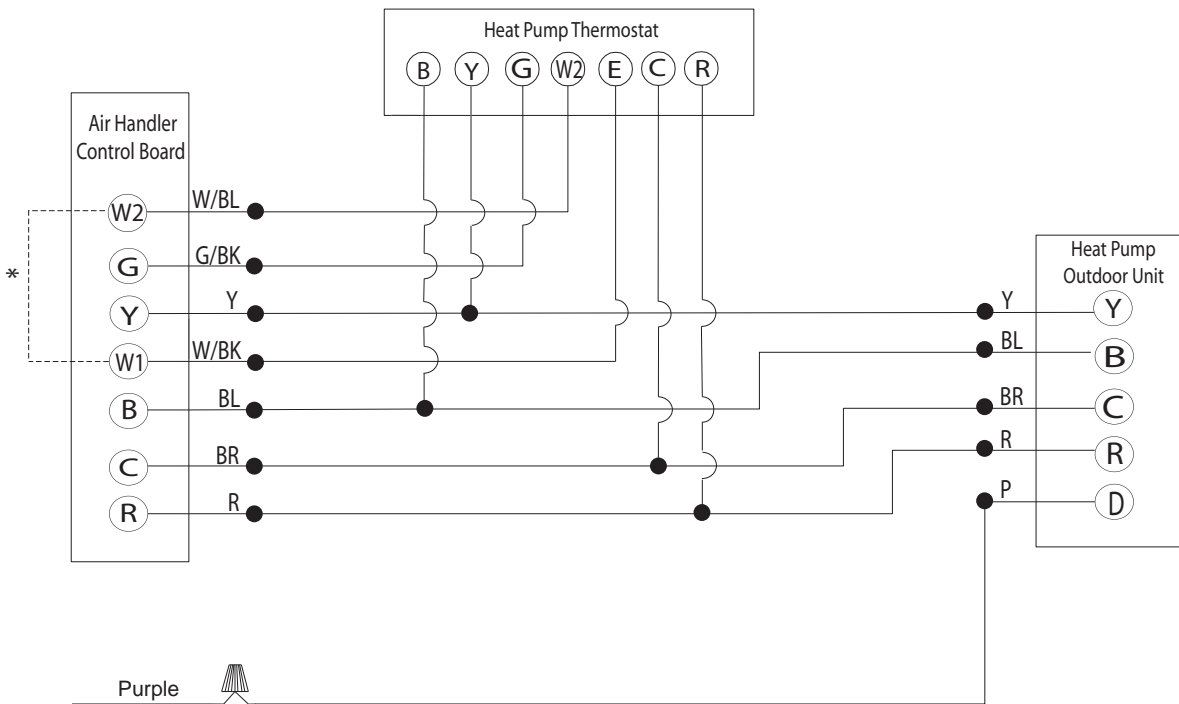 Heat Pump Thermostat
B Y G W2 E C R
Air Handler
Control Board
W2 W/BL
G G/BK
Y Y
W1 W/BK
B BL
C BR
R R
*
Heat Pump
Outdoor Unit
Y Y
BL B
BR C
R R
P D
Purple